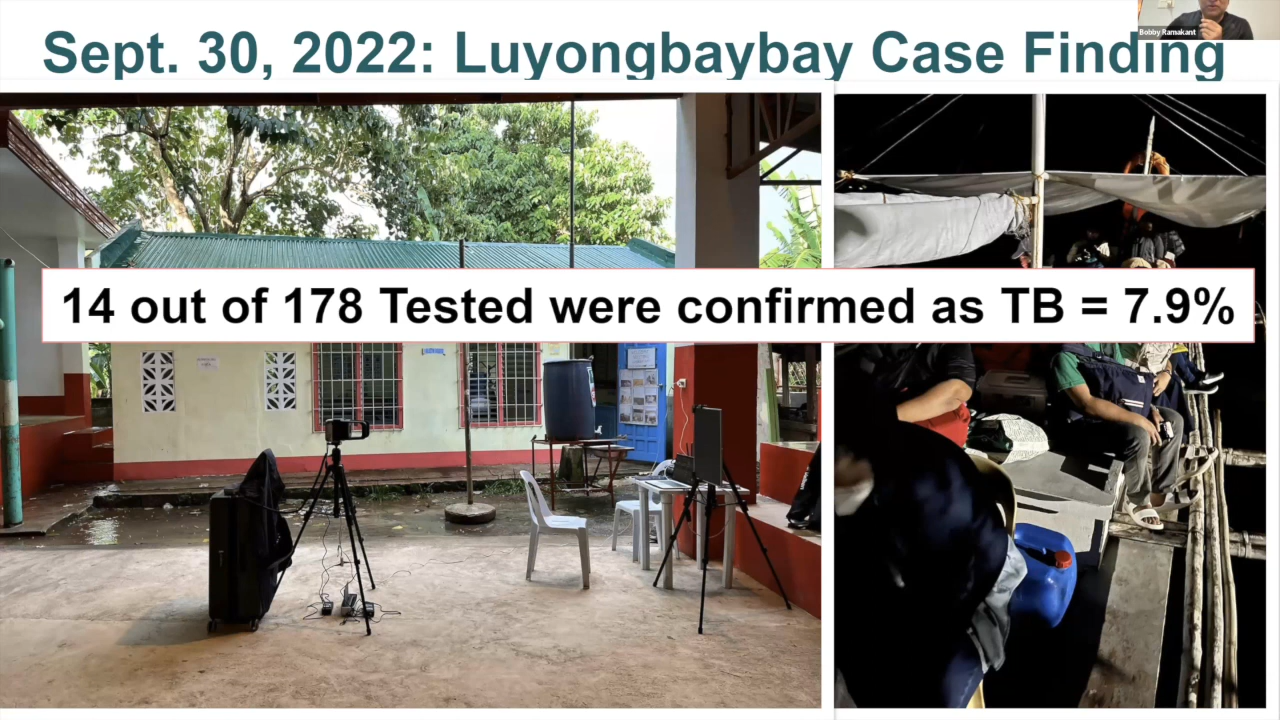 Bobby Ramakant
Sept. 30, 2022: Luyongbaybay Case Finding
14 out of 178 Tested were confirmed as TB = 7.9%